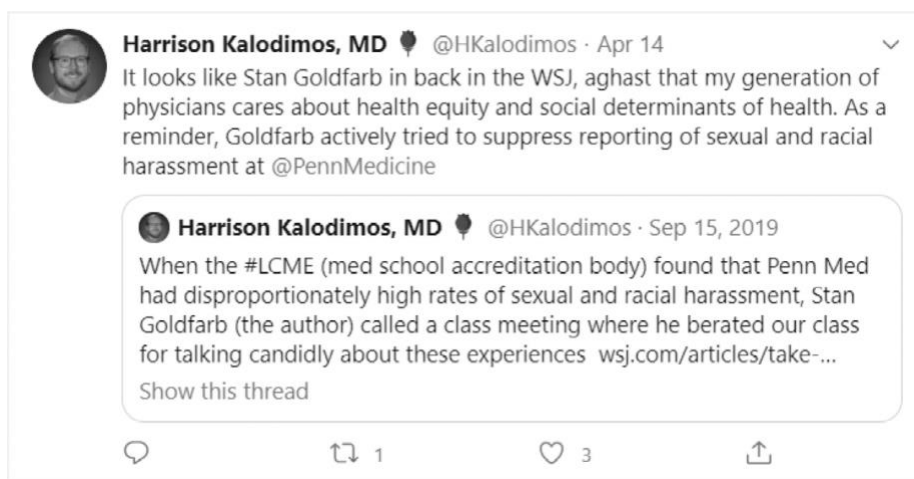 Harrison Kalodimos, MD @HKalodimos · Apr 14
It looks like Stan Goldfarb in back in the WSJ, aghast that my generation of
physicians cares about health equity and social determinants of health. As a
reminder, Goldfarb actively tried to suppress reporting of sexual and racial
harassment at @PennMedicine
Harrison Kalodimos, MD @HKalodimos · Sep 15, 2019
When the #LCME (med school accreditation body) found that Penn Med
had disproportionately high rates of sexual and racial harassment, Stan
Goldfarb (the author) called a class meeting where he berated our class
for talking candidly about these experiences wsj.com/articles/take-...
Show this thread
1 3